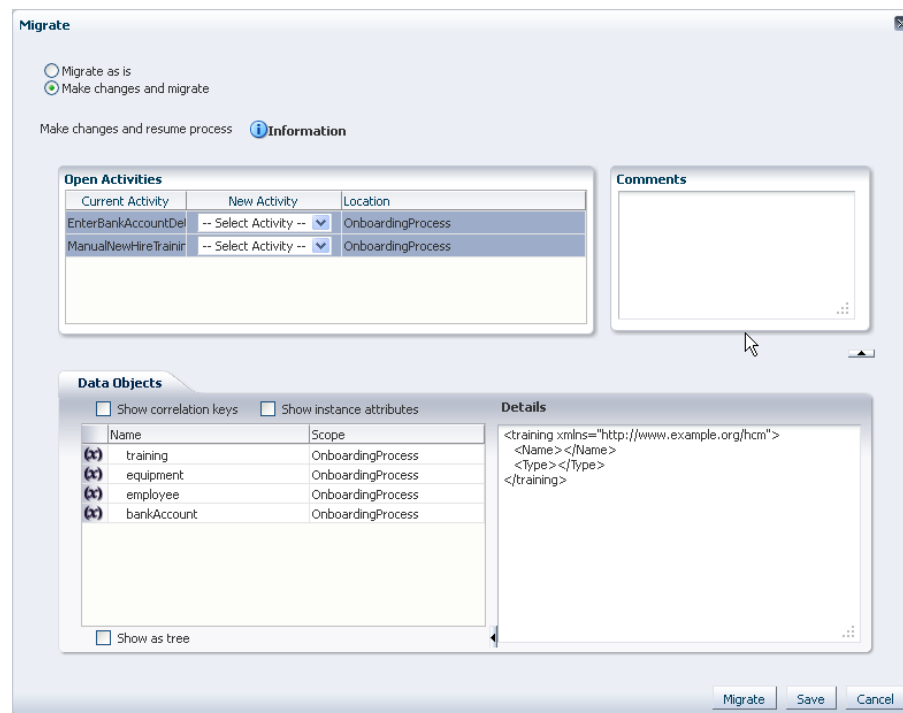 Migrate
Migrate as is
Make changes and migrate
Make changes and resume process Information
Open Activities
Current Activity New Activity Location
EnterBankAccountDel -- Select Activity -- OnboardingProcess
ManualNewHireTrainin -- Select Activity -- OnboardingProcess
Comments
Data Objects
Show correlation keys Show instance attributes
Name Scope
(x) training OnboardingProcess
(x) equipment OnboardingProcess
(x) employee OnboardingProcess
(x) bankAccount OnboardingProcess
Show as tree
Details
<training xmlns="http://www.example.org/hcm">
<Name></Name>
<Type></Type>
</training>
Migrate Save Cancel